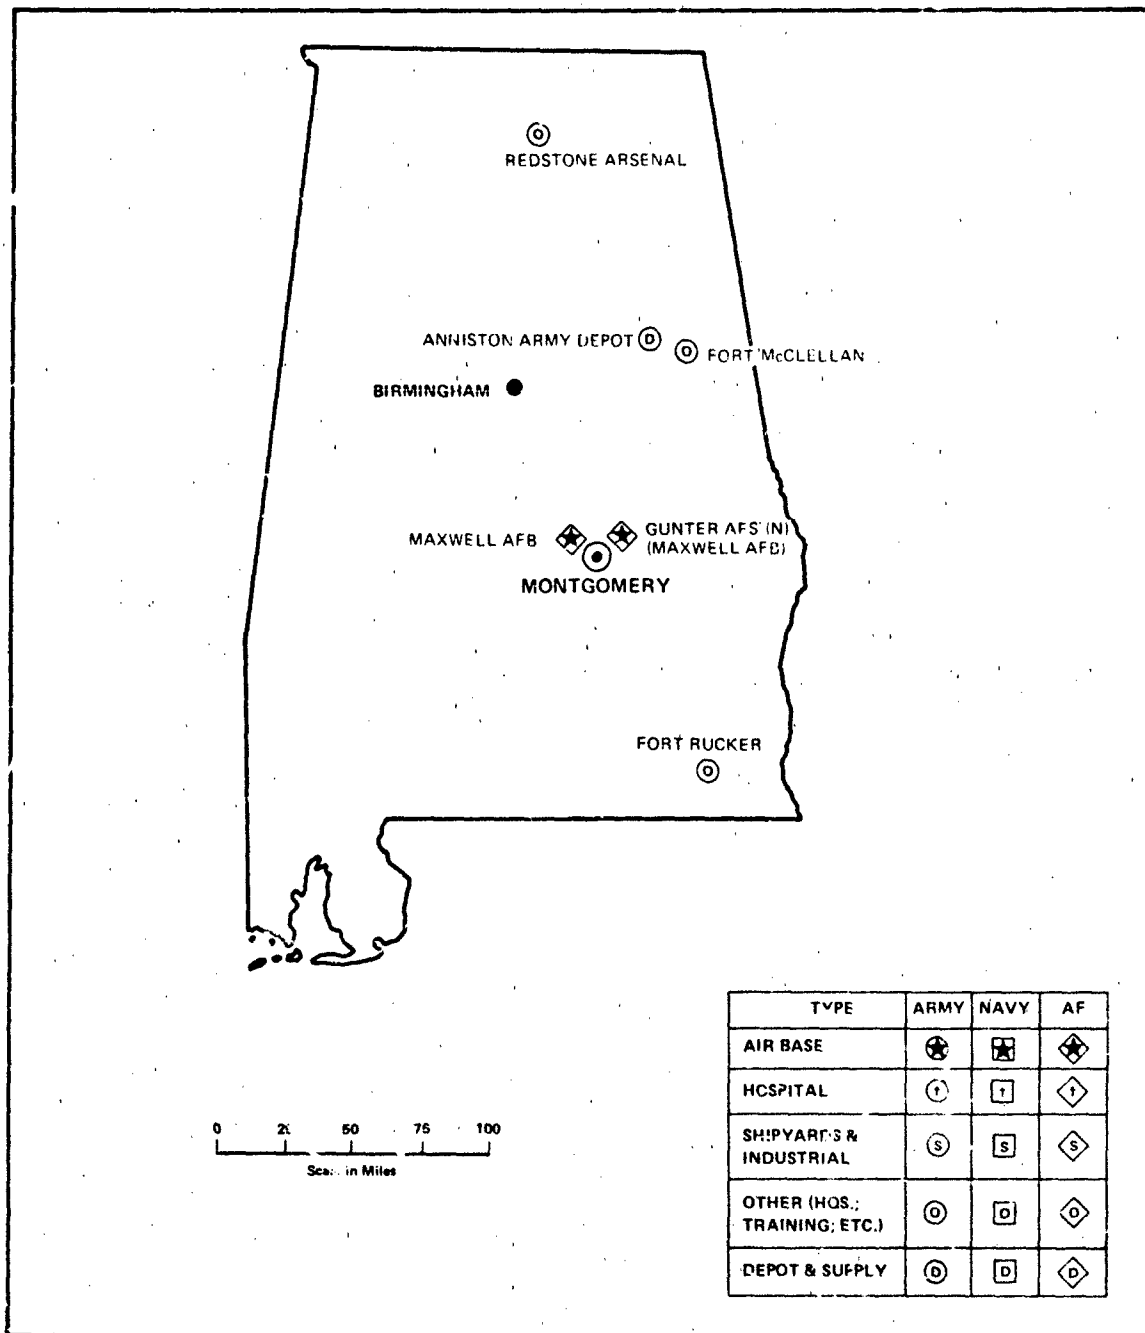 REDSTONE ARSENAL
ANNISTON ARMY DEPOT
D
O
FORT McCLELLAN
BIRMINGHAM
MAXWELL AFB
GUNTER AFS (N)
(MAXWELL AFB)
MONTGOMERY
FORT RUCKER
O
TYPE ARMY NAVY AF
AIR BASE
HOSPITAL
SHIPYARDS &
INDUSTRIAL S S S
OTHER (HQS.;
TRAINING; ETC.) O O O
DEPOT & SUPPLY D D D
0 50 75 100
in Miles